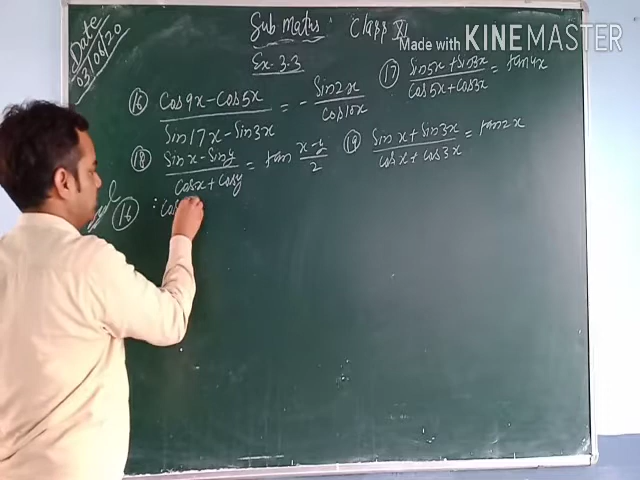 Date
03/06/20
Sub Maths : Class XI
Ex-3.3
Made with KINEMASTER
(16) Cos9x - Cos5x / Sin17x - Sin3x = - Sin2x / Cos10x
(17) Sin5x + Sin3x / Cos5x + Cos3x = tan4x
(18) Sinx - Siny / Cosx + Cosy = tan x-y / 2
(19) Sinx + Sin3x / Cosx + Cos3x = tan2x
(16) : Cos